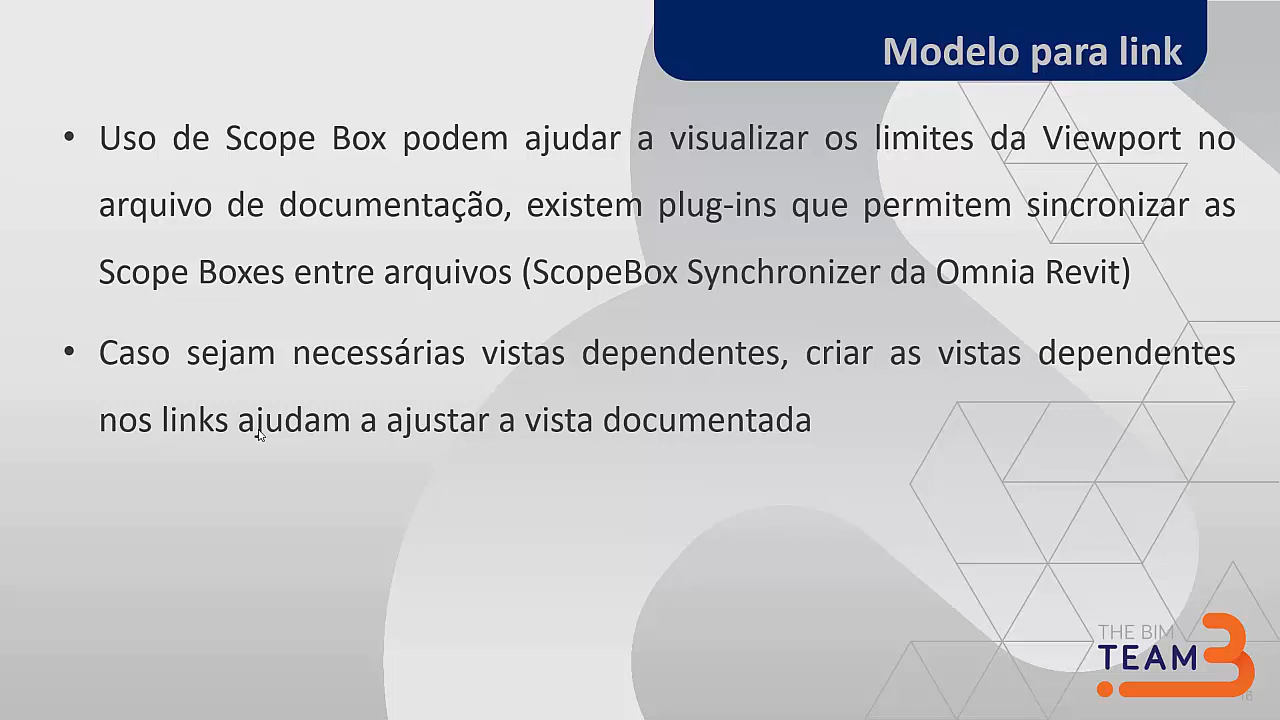 Modelo para link
• Uso de Scope Box podem ajudar a visualizar os limites da Viewport no
arquivo de documentação, existem plug-ins que permitem sincronizar as
Scope Boxes entre arquivos (ScopeBox Synchronizer da Omnia Revit)
• Caso sejam necessárias vistas dependentes, criar as vistas dependentes
nos links ajudam a ajustar a vista documentada
THE BIM
TEAM
16